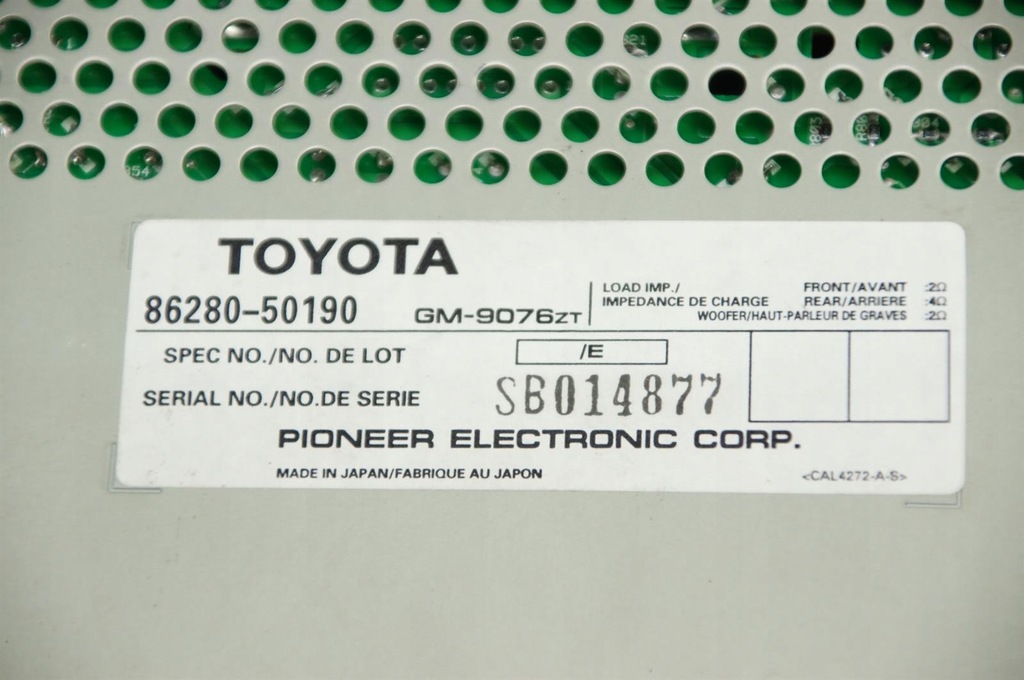 TOYOTA
86280-50190 GM-9076ZT
LOAD IMP./ FRONT/AVANT :2Ω
IMPEDANCE DE CHARGE REAR/ARRIERE :4Ω
WOOFER/HAUT-PARLEUR DE GRAVES :2Ω
SPEC NO./NO. DE LOT /E
SERIAL NO./NO.DE SERIE SB014877
PIONEER ELECTRONIC CORP.
MADE IN JAPAN/FABRIQUE AU JAPON <CAL4272-A-S>